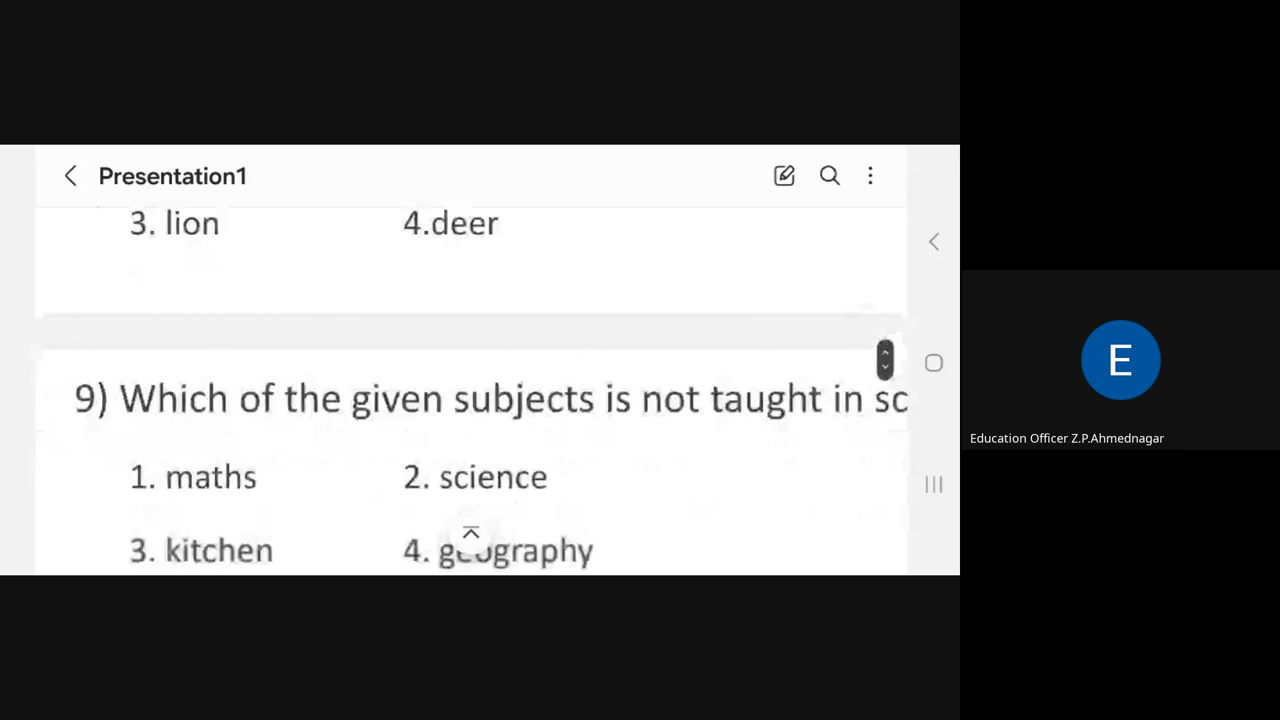 Presentation1
3. lion 4.deer
9) Which of the given subjects is not taught in sc
1. maths 2. science
3. kitchen 4. geography
E
Education Officer Z.P.Ahmednagar